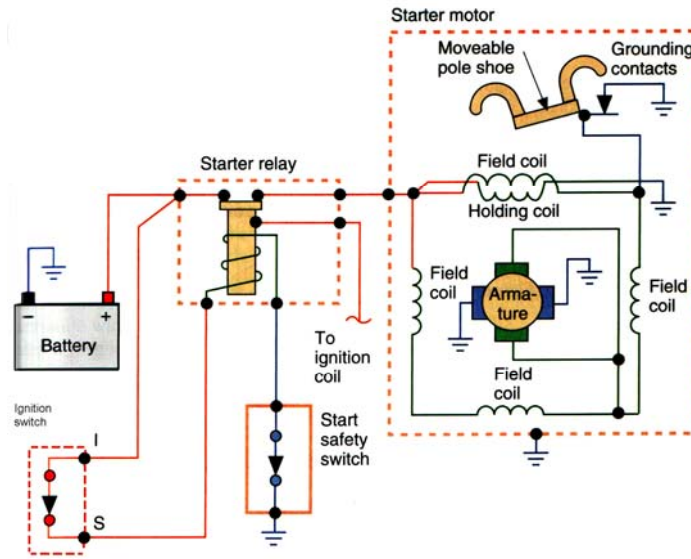 Starter motor
Moveable
pole shoe
Grounding
contacts
Starter relay
Field coil
Holding coil
Field
coil
Arma-
ture
Field
coil
−
+
Battery
To
ignition
coil
Field
coil
Ignition
switch
I
S
Start
safety
switch